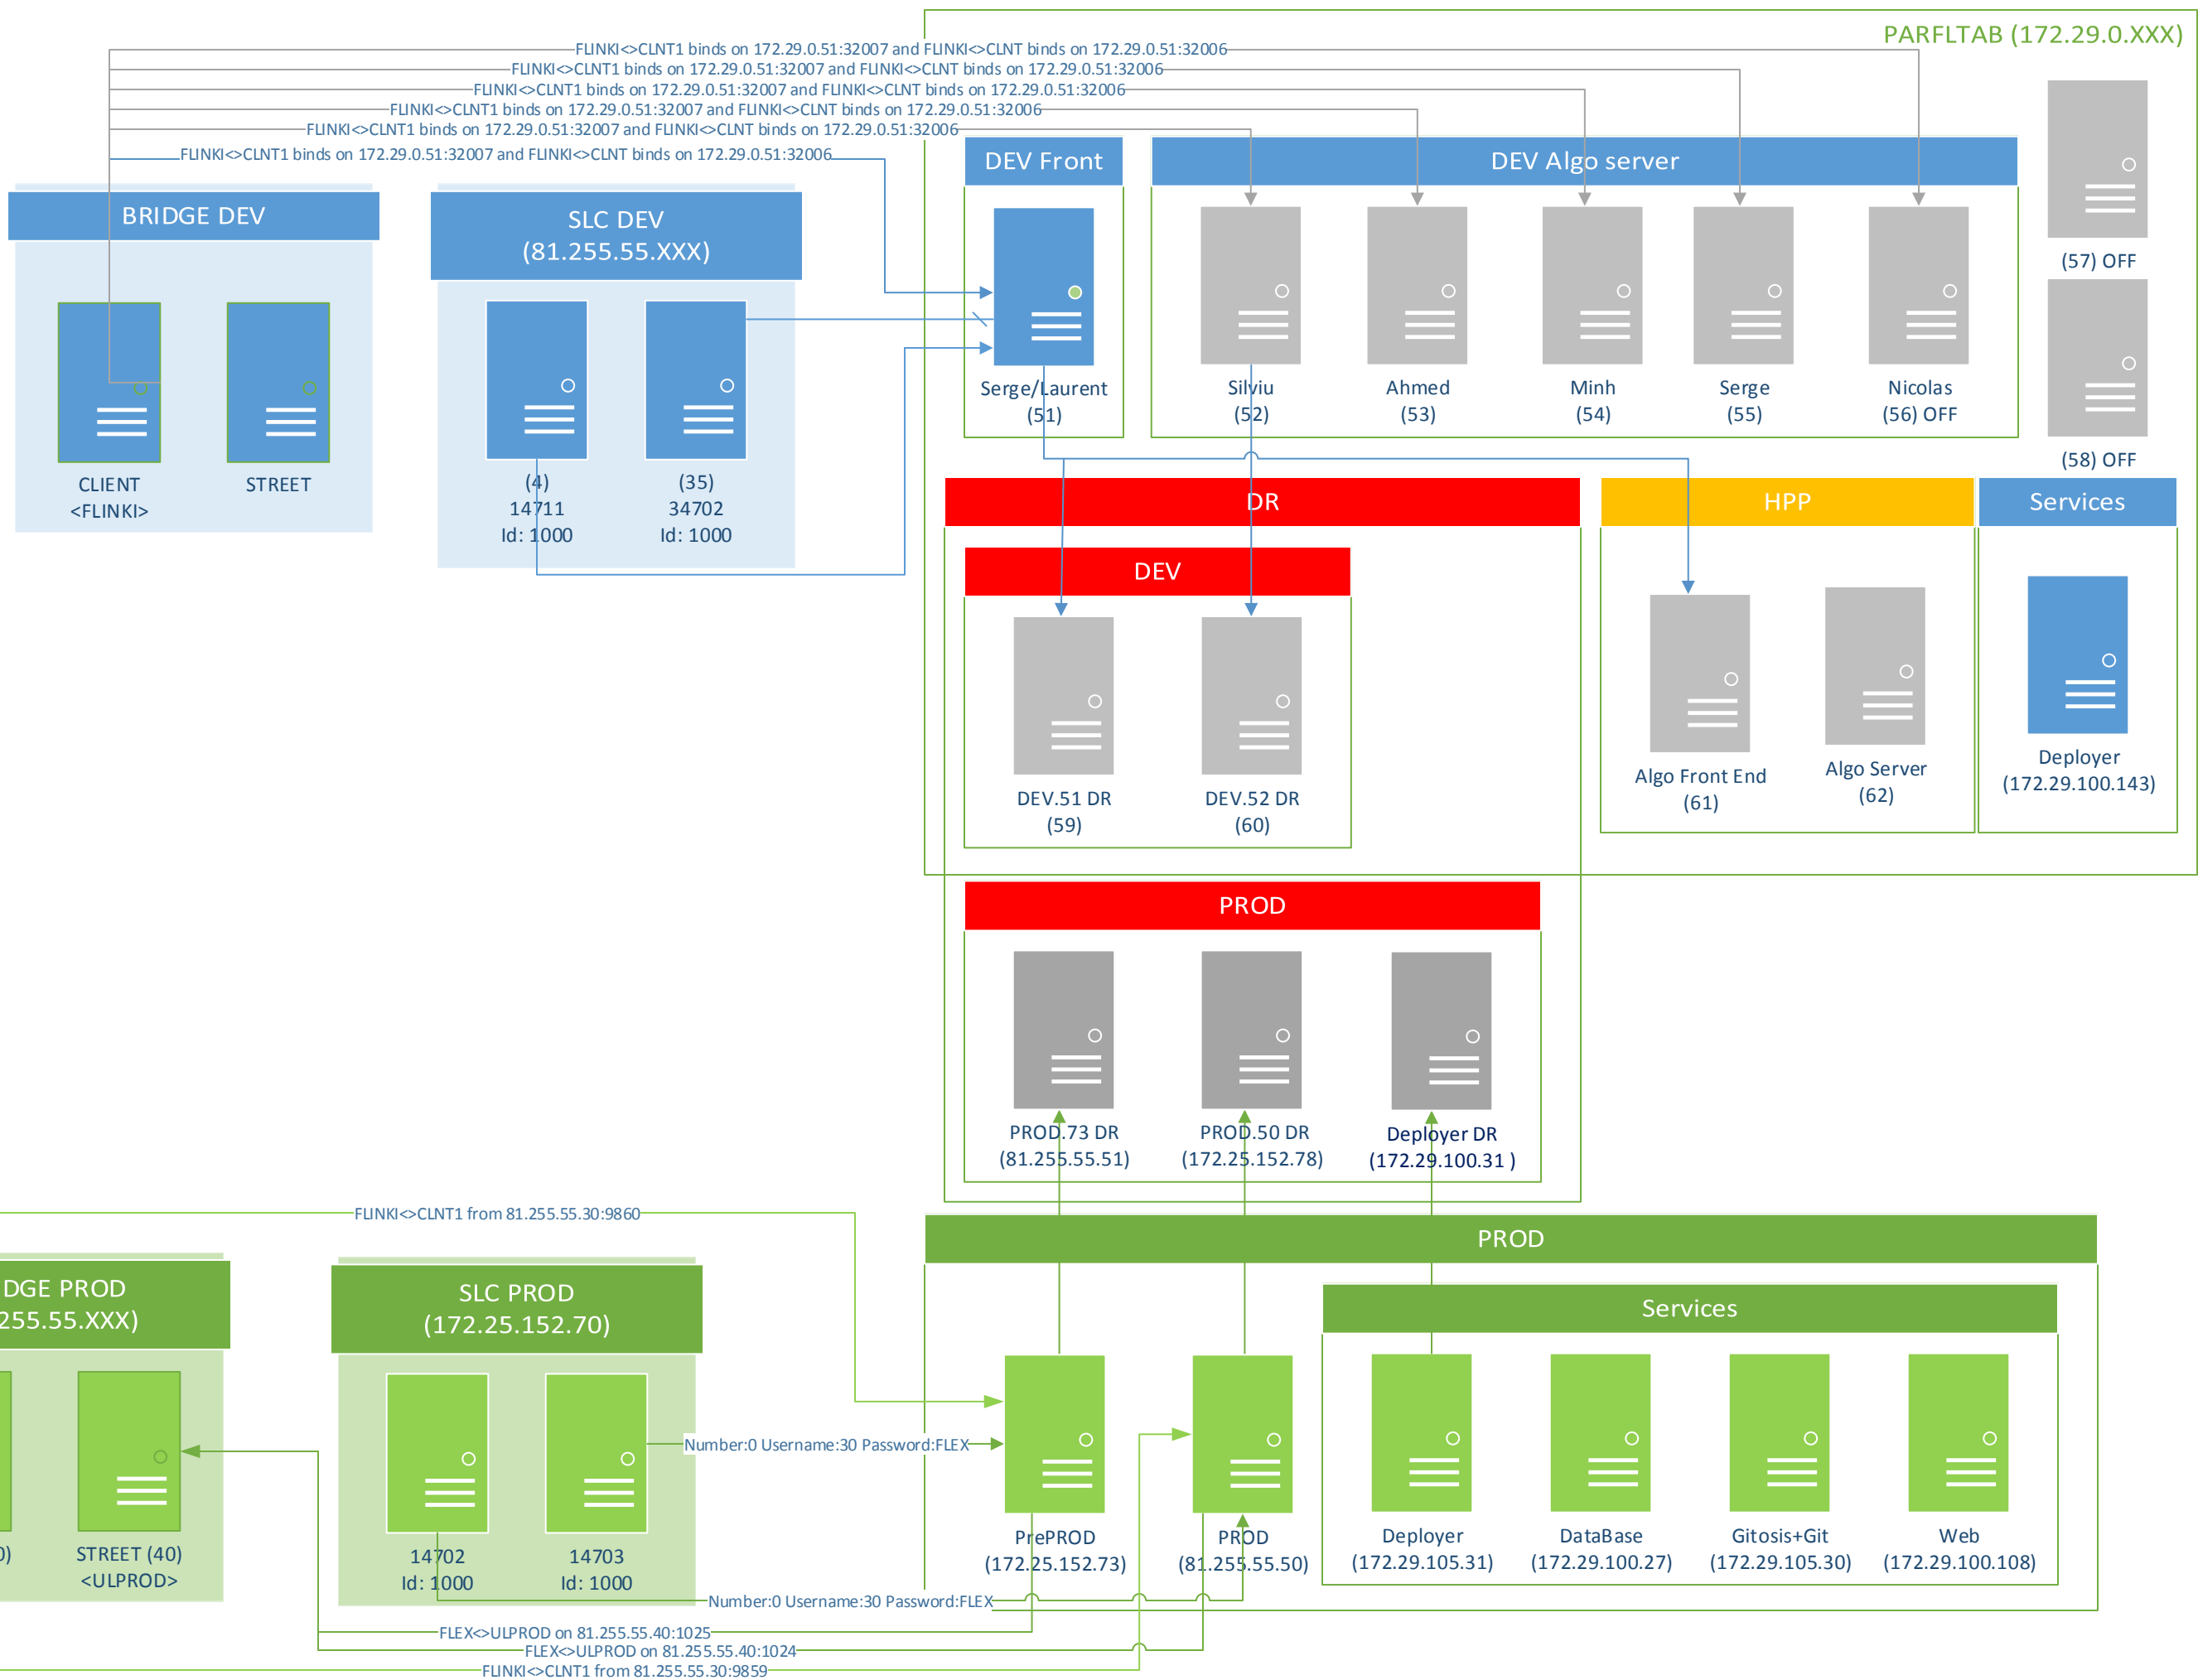 PARFLTAB (172.29.0.XXX)
FLINKI<>CLNT1 binds on 172.29.0.51:32007 and FLINKI<>CLNT binds on 172.29.0.51:32006
FLINKI<>CLNT1 binds on 172.29.0.51:32007 and FLINKI<>CLNT binds on 172.29.0.51:32006
FLINKI<>CLNT1 binds on 172.29.0.51:32007 and FLINKI<>CLNT binds on 172.29.0.51:32006
FLINKI<>CLNT1 binds on 172.29.0.51:32007 and FLINKI<>CLNT binds on 172.29.0.51:32006
FLINKI<>CLNT1 binds on 172.29.0.51:32007 and FLINKI<>CLNT binds on 172.29.0.51:32006
FLINKI<>CLNT1 binds on 172.29.0.51:32007 and FLINKI<>CLNT binds on 172.29.0.51:32006
BRIDGE DEV
CLIENT
<FLINKI>
STREET
SLC DEV
(81.255.55.XXX)
(4)
14711
Id: 1000
(35)
34702
Id: 1000
DEV Front
Serge/Laurent
(51)
DEV Algo server
Silviu
(52)
Ahmed
(53)
Minh
(54)
Serge
(55)
Nicolas
(56) OFF
(57) OFF
(58) OFF
DR
DEV
DEV.51 DR
(59)
DEV.52 DR
(60)
HPP
Algo Front End
(61)
Algo Server
(62)
Services
Deployer
(172.29.100.143)
PROD
PROD.73 DR
(81.255.55.51)
PROD.50 DR
(172.25.152.78)
Deployer DR
(172.29.100.31 )
FLINKI<>CLNT1 from 81.255.55.30:9860
DGE PROD
255.55.XXX)
0)
STREET (40)
<ULPROD>
SLC PROD
(172.25.152.70)
14702
Id: 1000
14703
Id: 1000
Number:0 Username:30 Password:FLEX
PROD
PrePROD
(172.25.152.73)
PROD
(81.255.55.50)
Services
Deployer
(172.29.105.31)
DataBase
(172.29.100.27)
Gitosis+Git
(172.29.105.30)
Web
(172.29.100.108)
Number:0 Username:30 Password:FLEX
FLEX<>ULPROD on 81.255.55.40:1025
FLEX<>ULPROD on 81.255.55.40:1024
FLINKI<>CLNT1 from 81.255.55.30:9859